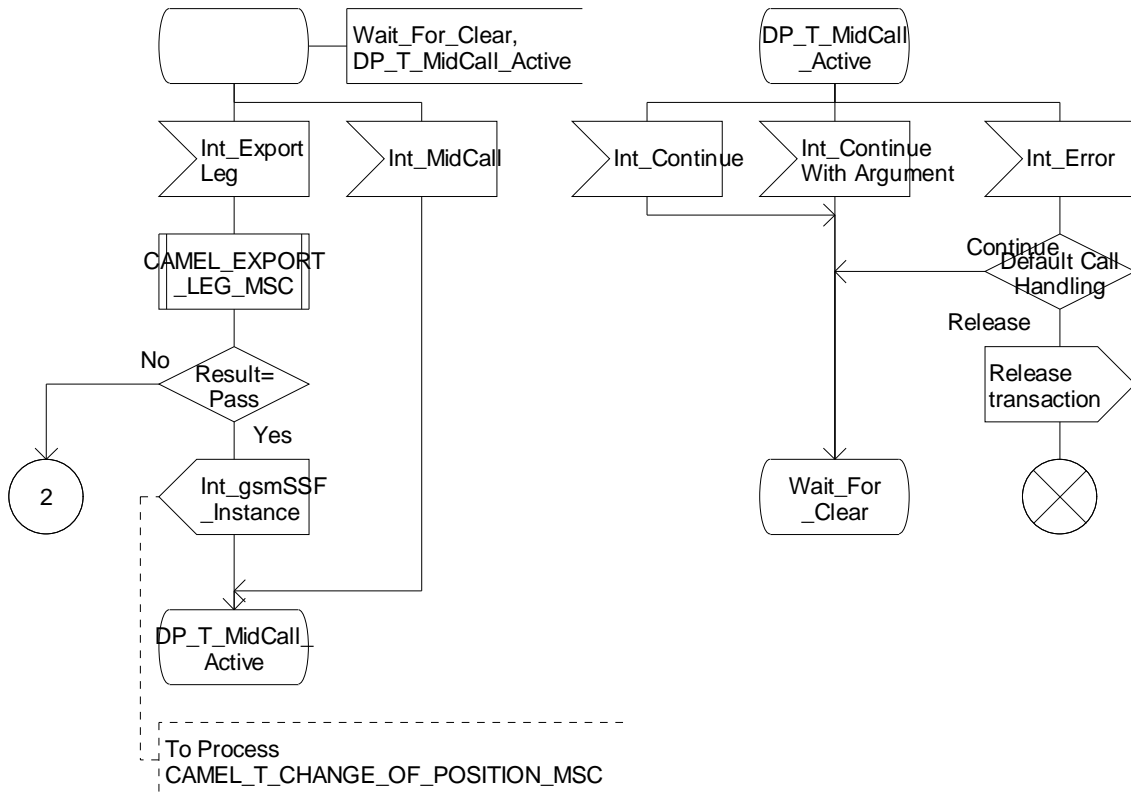 Wait_For_Clear,
DP_T_MidCall_Active
DP_T_MidCall
_Active
Int_Export
Leg
Int_MidCall
Int_Continue
Int_Continue
With Argument
Int_Error
CAMEL_EXPORT
_LEG_MSC
Continue
Default Call
Handling
Release
No
Result=
Pass
Yes
Release
transaction
2
Int_gsmSSF
_Instance
Wait_For
_Clear
DP_T_MidCall_
Active
To Process
CAMEL_T_CHANGE_OF_POSITION_MSC